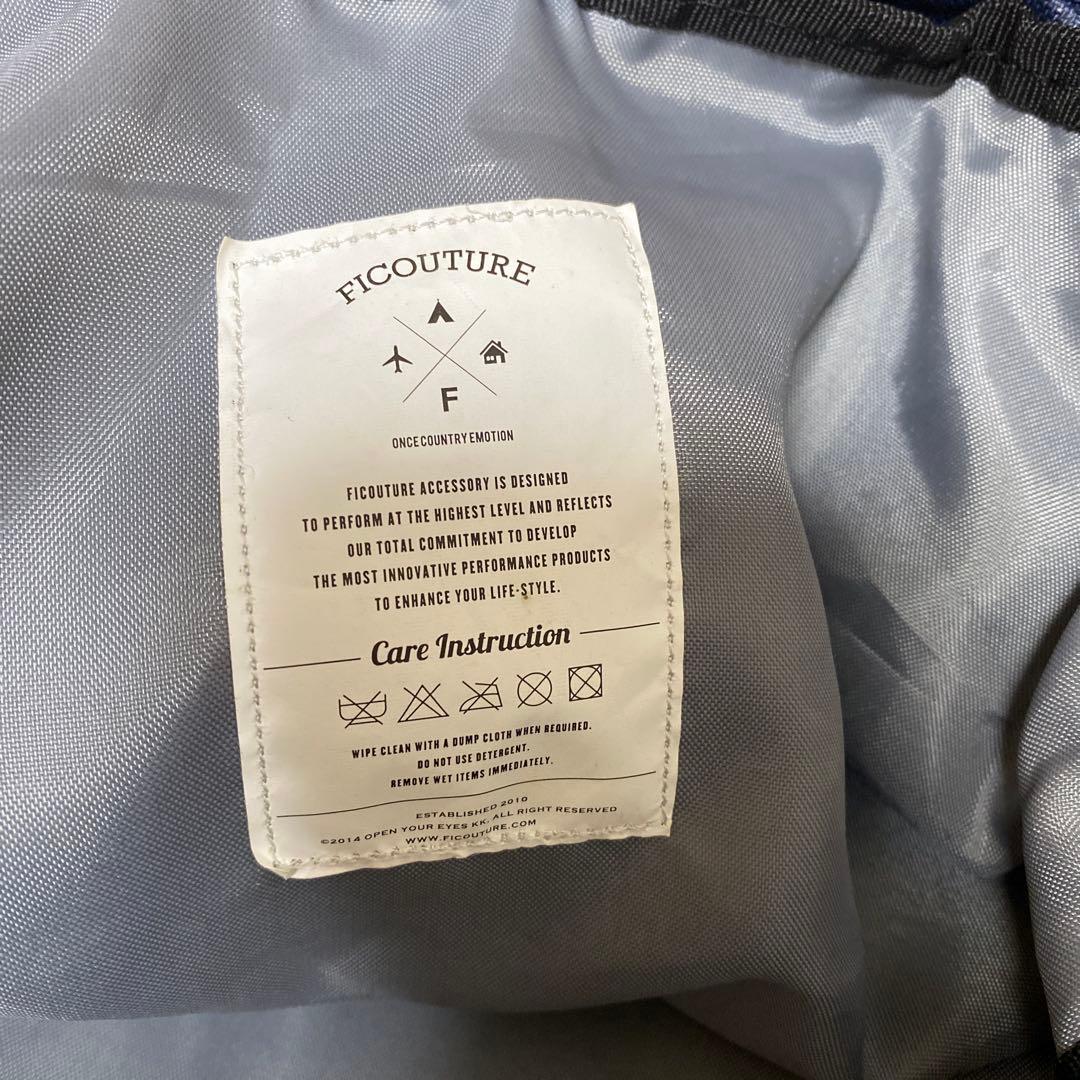 FICOUTURE
F
ONCE COUNTRY EMOTION
FICOUTURE ACCESSORY IS DESIGNED
TO PERFORM AT THE HIGHEST LEVEL AND REFLECTS
OUR TOTAL COMMITMENT TO DEVELOP
THE MOST INNOVATIVE PERFORMANCE PRODUCTS
TO ENHANCE YOUR LIFE-STYLE.
Care Instruction
WIPE CLEAN WITH A DUMP CLOTH WHEN REQUIRED.
DO NOT USE DETERGENT.
REMOVE WET ITEMS IMMEDIATELY.
ESTABLISHED 2010
©2014 OPEN YOUR EYES KK. ALL RIGHT RESERVED
WWW.FICOUTURE.COM